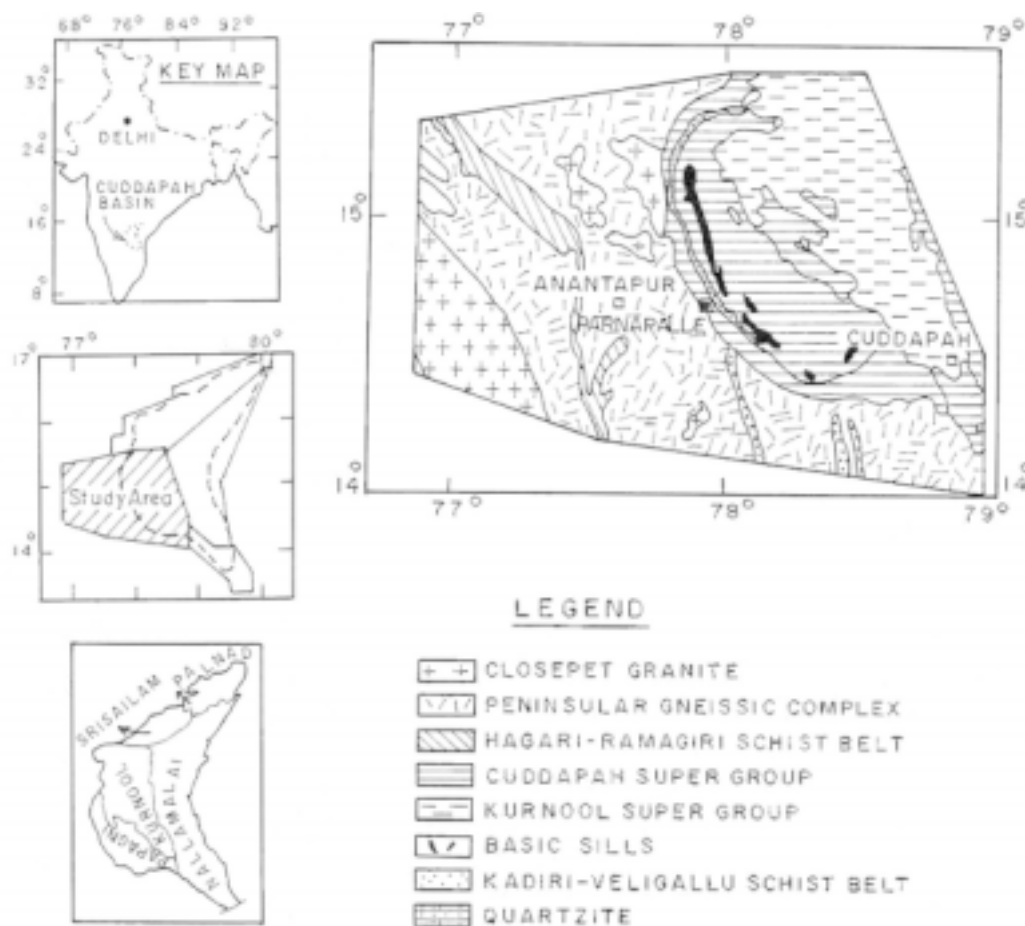 68° 76° 84° 92°
KEY MAP
32°
DELHI
24
CUDDAPAH
BASIN
16°
8°
77° 78° 79°
15° 15°
ANANTAPUR
PARNAPALLE
CUDDAPAH
14° 14°
77° 78° 79°
77° 80°
17°
Study Area
14°
SRISAILAM
PALNAD
KURNOOL
NALLAMALAI
LEGEND
CLOSEPET GRANITE
PENINSULAR GNEISSIC COMPLEX
HAGARI-RAMAGIRI SCHIST BELT
CUDDAPAH SUPER GROUP
KURNOOL SUPER GROUP
BASIC SILLS
KADIRI-VELIGALLU SCHIST BELT
QUARTZITE